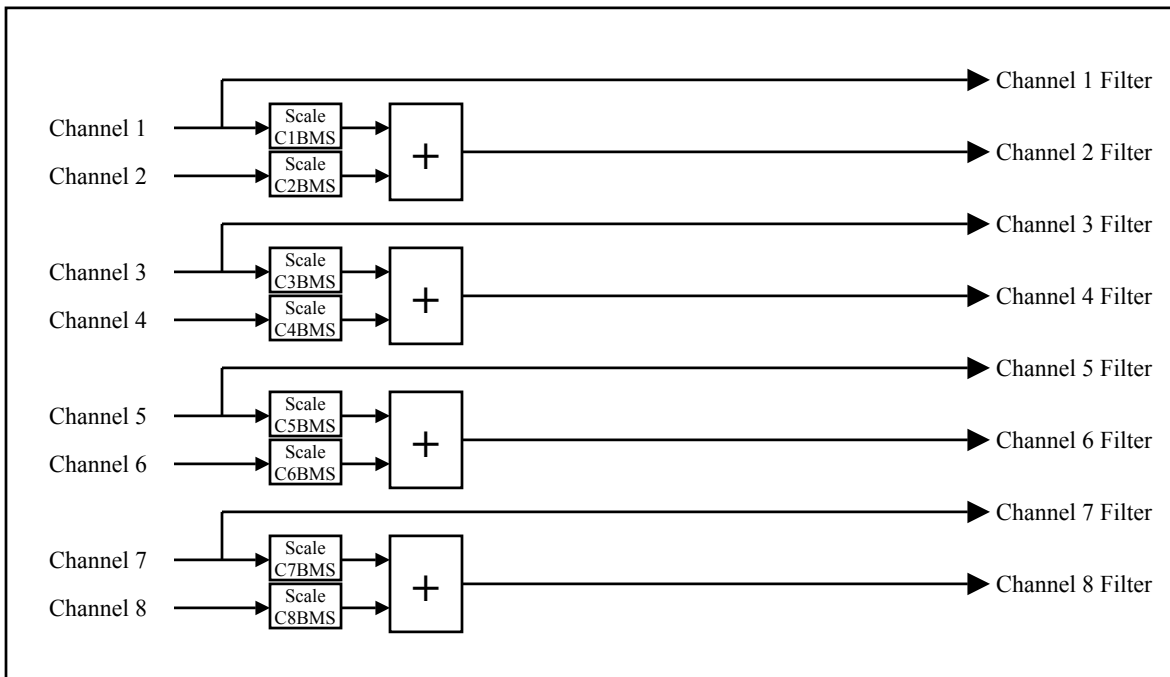 Channel 1 Filter
Channel 1
Scale
C1BMS
+
Channel 2 Filter
Channel 2
Scale
C2BMS
Channel 3 Filter
Channel 3
Scale
C3BMS
+
Channel 4 Filter
Channel 4
Scale
C4BMS
Channel 5 Filter
Channel 5
Scale
C5BMS
+
Channel 6 Filter
Channel 6
Scale
C6BMS
Channel 7 Filter
Channel 7
Scale
C7BMS
+
Channel 8 Filter
Channel 8
Scale
C8BMS